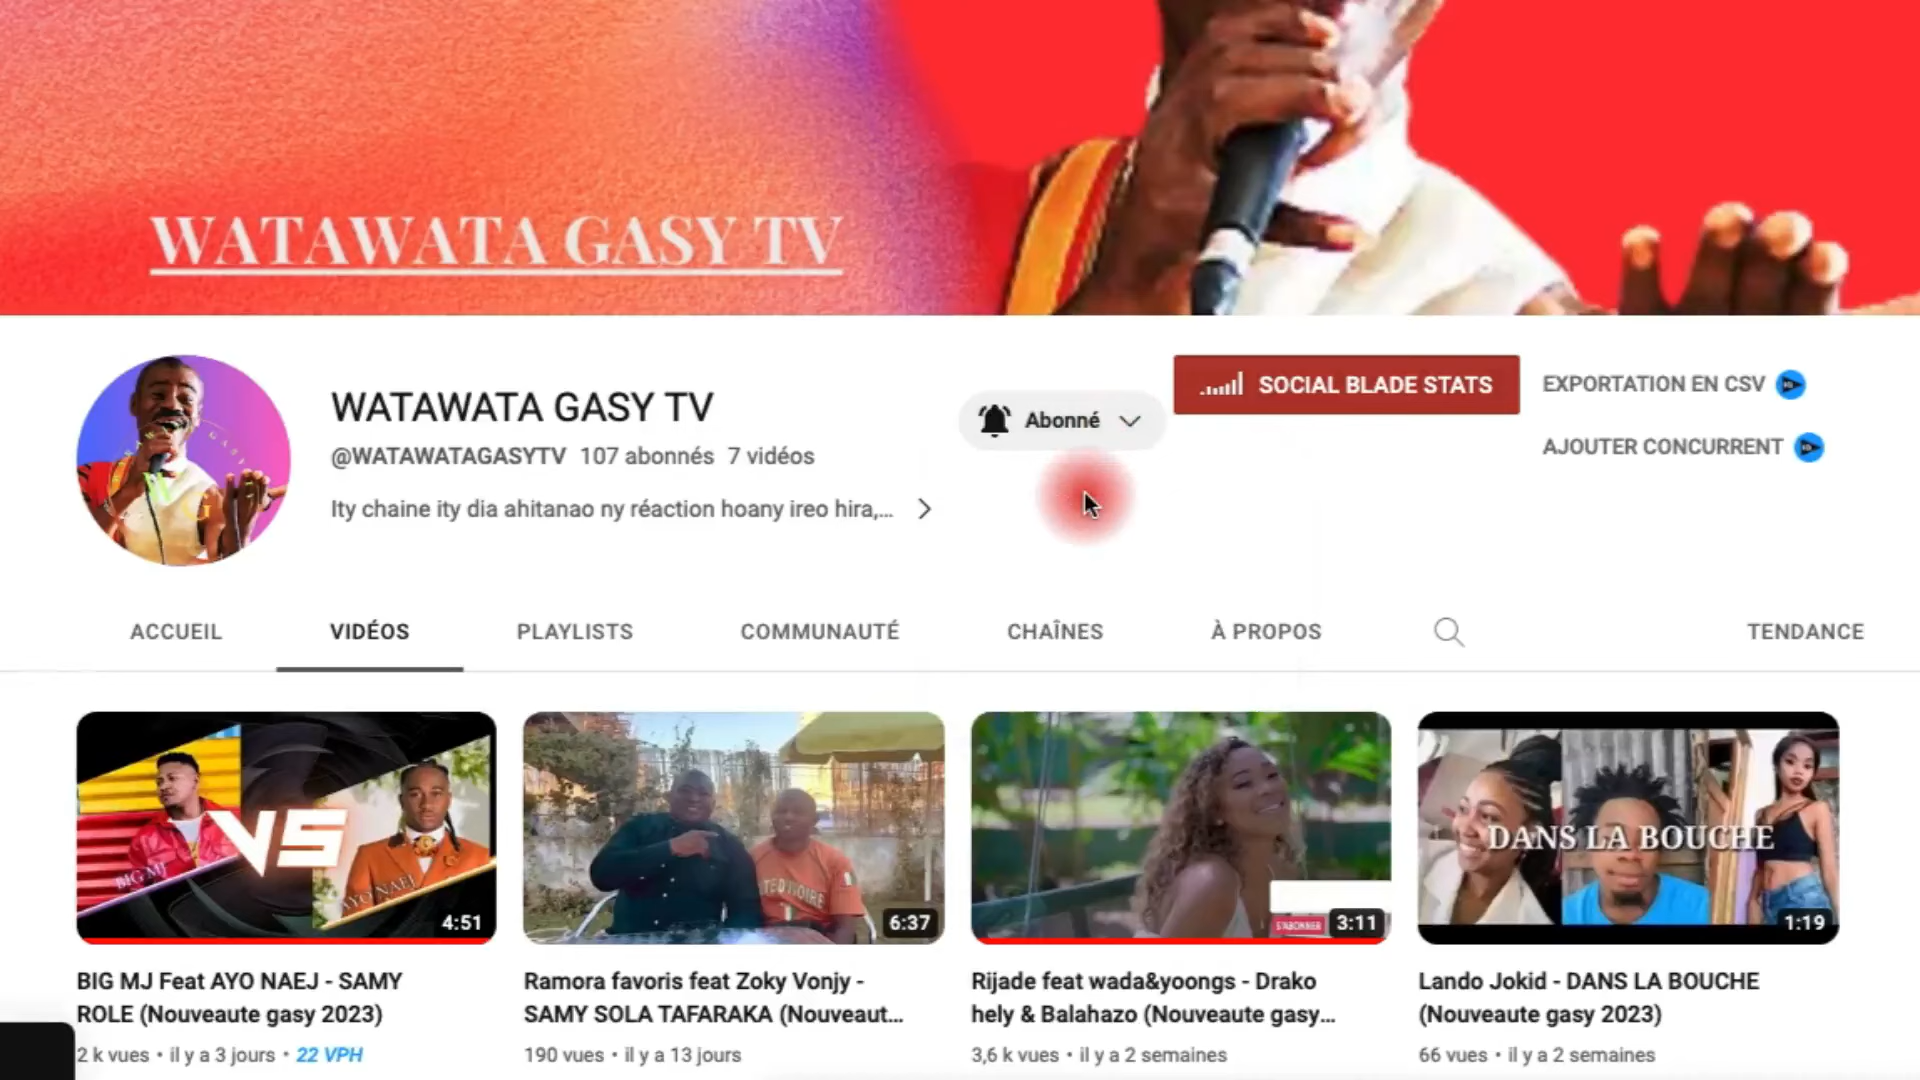 WATAWATA GASY TV
WATAWATA GASY TV
@WATAWATAGASYTV 107 abonnés 7 vidéos
Ity chaine ity dia ahitanao ny réaction hoany ireo hira,...
Abonné
SOCIAL BLADE STATS
EXPORTATION EN CSV
AJOUTER CONCURRENT
ACCUEIL VIDÉOS PLAYLISTS COMMUNAUTÉ CHAÎNES À PROPOS TENDANCE
BIG MJ
VS
AYO NAEJ
4:51
6:37
S'ABONNER
3:11
DANS LA BOUCHE
1:19
BIG MJ Feat AYO NAEJ - SAMY
ROLE (Nouveaute gasy 2023)
2 k vues • il y a 3 jours • 22 VPH
Ramora favoris feat Zoky Vonjy -
SAMY SOLA TAFARAKA (Nouveaut...
190 vues • il y a 13 jours
Rijade feat wada&yoongs - Drako
hely & Balahazo (Nouveaute gasy...
3,6 k vues • il y a 2 semaines
Lando Jokid - DANS LA BOUCHE
(Nouveaute gasy 2023)
66 vues • il y a 2 semaines